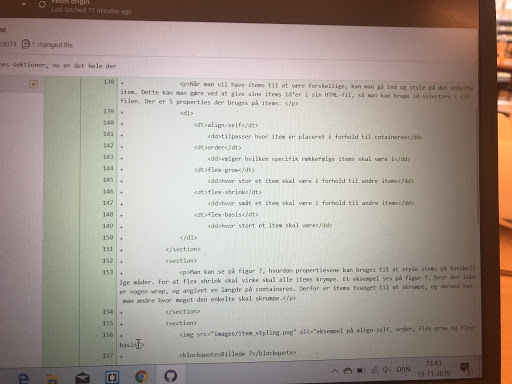 Fetch origin
Last fetched 11 minutes ago
1 changed file
sektionen, nu er det hele der
138 + <p>Når man vil have items til at være forskellige, kan man gå ind og style på det enkelte
item. Dette kan man gøre ved at give sine items id'er i sin HTML-fil, så man kan bruge id-selectors i CSS-
filen. Der er 5 properties der bruges på items: </p>
139 + <dl>
140 + <dt>align-self</dt>
141 + <dd>tilpasser hvor item er placeret i forhold til cotaineren</dd>
142 + <dt>order</dt>
143 + <dd>vælger hvilken specifik rækkefølge items skal være i</dd>
144 + <dt>flex-grow</dt>
145 + <dd>hvor stort et item skal være i forhold til andre items</dd>
146 + <dt>flex-shrink</dt>
147 + <dd>hvor småt et item skal være i forhold til andre items</dd>
148 + <dt>flex-basis</dt>
149 + <dd>hvor stort et item skal være</dd>
150 + </dl>
151 + </section>
152 + <section>
153 + <p>Man kan se på figur ?, hvordan propertiesene kan bruges til at style items på forskell
ige måder. For at flex shrink skal virke skal alle items krympe. Et eksempel ses på figur ?, hvor der ikke
er nogen wrap, og angivet en længde på containeren. Derfor er items tvunget til at skrumpe, og derved kan
man ændre hvor meget den enkelte skal skrumpe.</p>
154 + </section>
155 + <section>
156 + <img src="images/item_styling.png" alt="eksempel på align-self, order, flex-grow og flex-
basis">
157 + <blockquote>Billede ?</blockquote>
DAN
13:43
19-11-2019